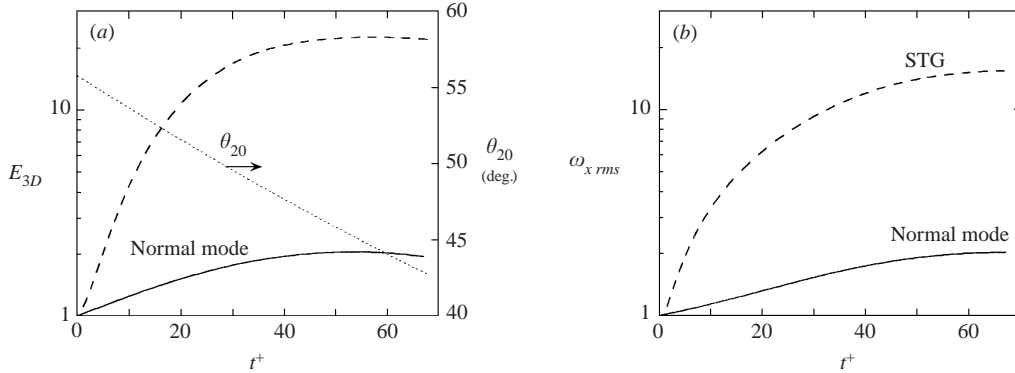 (a)
60
10
55
θ20
E3D
50
θ20
(deg.)
Normal mode
45
1
40
0
20
40
60
t+
(b)
STG
10
ωx rms
Normal mode
1
0
20
40
60
t+